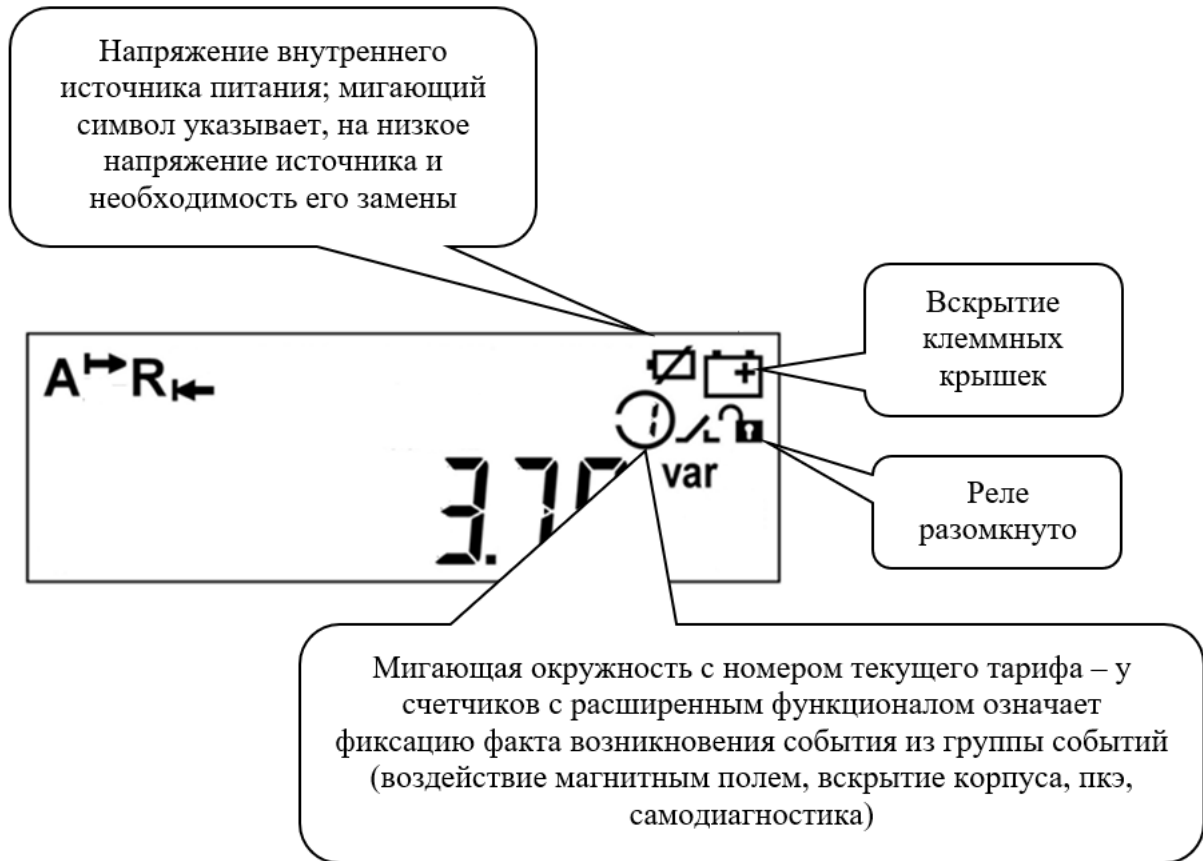 Напряжение внутреннего
источника питания; мигающий
символ указывает, на низкое
напряжение источника и
необходимость его замены
Вскрытие
клеммных
крышек
A R
1
3.7
var
Реле
разомкнуто
Мигающая окружность с номером текущего тарифа – у
счетчиков с расширенным функционалом означает
фиксацию факта возникновения события из группы событий
(воздействие магнитным полем, вскрытие корпуса, пкэ,
самодиагностика)